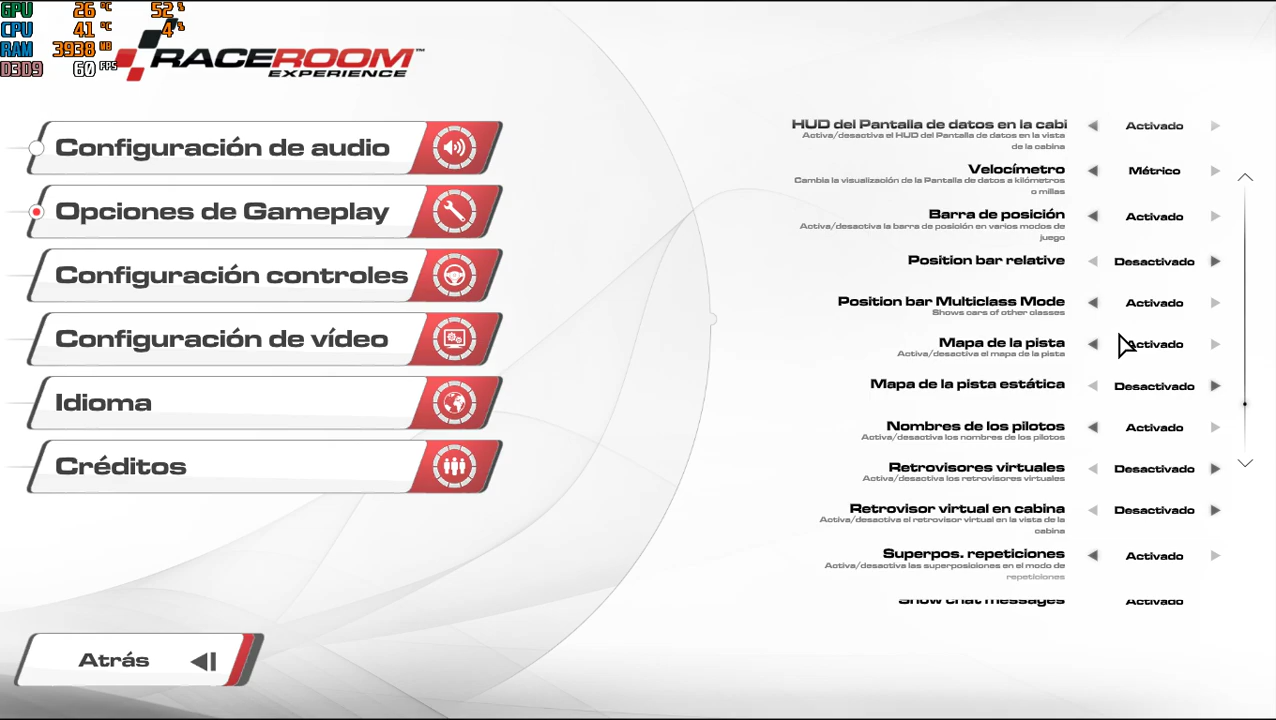 GPU 26 °C 52 %
CPU 41 °C 4 %
RAM 3938 MB
D3D9 60 FPS
RACEROOM™
EXPERIENCE
Configuración de audio
Opciones de Gameplay
Configuración controles
Configuración de vídeo
Idioma
Créditos
Atrás
HUD del Pantalla de datos en la cabi Activado
Activa/desactiva el HUD del Pantalla de datos en la vista
de la cabina
Velocímetro Métrico
Cambia la visualización de la Pantalla de datos a kilómetros
o millas
Barra de posición Activado
Activa/desactiva la barra de posición en varios modos de
juego
Position bar relative Desactivado
Position bar Multiclass Mode Activado
Shows cars of other classes
Mapa de la pista Activado
Activa/desactiva el mapa de la pista
Mapa de la pista estática Desactivado
Nombres de los pilotos Activado
Activa/desactiva los nombres de los pilotos
Retrovisores virtuales Desactivado
Activa/desactiva los retrovisores virtuales
Retrovisor virtual en cabina Desactivado
Activa/desactiva el retrovisor virtual en la vista de la
cabina
Superpos. repeticiones Activado
Activa/desactiva las superposiciones en el modo de
repeticiones
Show chat messages Activado